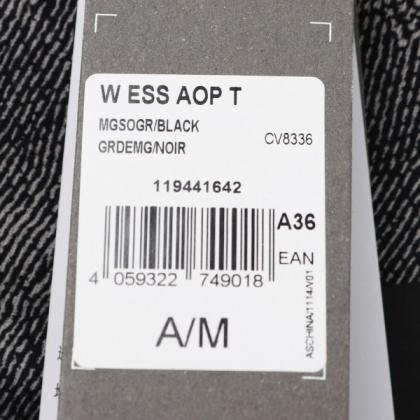 W ESS AOP T
MGSOGR/BLACK
GRDEMG/NOIR
CV8336
119441642
A36
EAN
4 059322 749018
A/M
ASCHINA/1114/V01